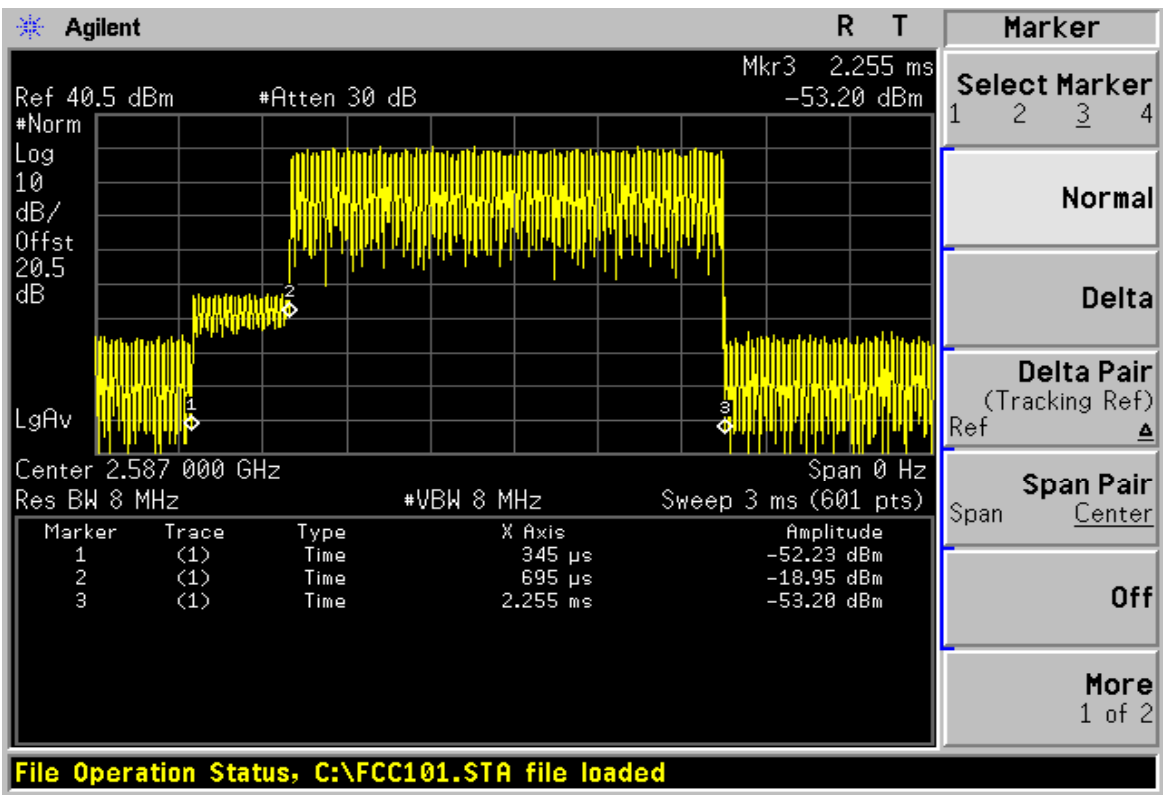 Agilent R T
Mkr3 2.255 ms
Ref 40.5 dBm #Atten 30 dB -53.20 dBm
#Norm
Log
10
dB/
Offst
20.5
dB
2
1
3
LgAv
Center 2.587 000 GHz Span 0 Hz
Res BW 8 MHz #VBW 8 MHz Sweep 3 ms (601 pts)
Marker Trace Type X Axis Amplitude
1 (1) Time 345 µs -52.23 dBm
2 (1) Time 695 µs -18.95 dBm
3 (1) Time 2.255 ms -53.20 dBm
File Operation Status, C:\FCC101.STA file loaded
Marker
Select Marker
1 2 3 4
Normal
Delta
Delta Pair
(Tracking Ref)
Ref Δ
Span Pair
Span Center
Off
More
1 of 2